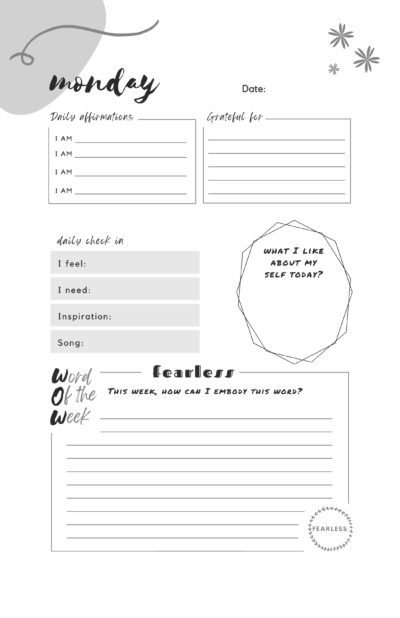 monday
Date:
Daily affirmations
I AM
I AM
I AM
I AM
Grateful for
daily check in
I feel:
I need:
Inspiration:
Song:
WHAT I LIKE
ABOUT MY
SELF TODAY?
Word
Of the
Week
fearless
THIS WEEK, HOW CAN I EMBODY THIS WORD?
FEARLESS